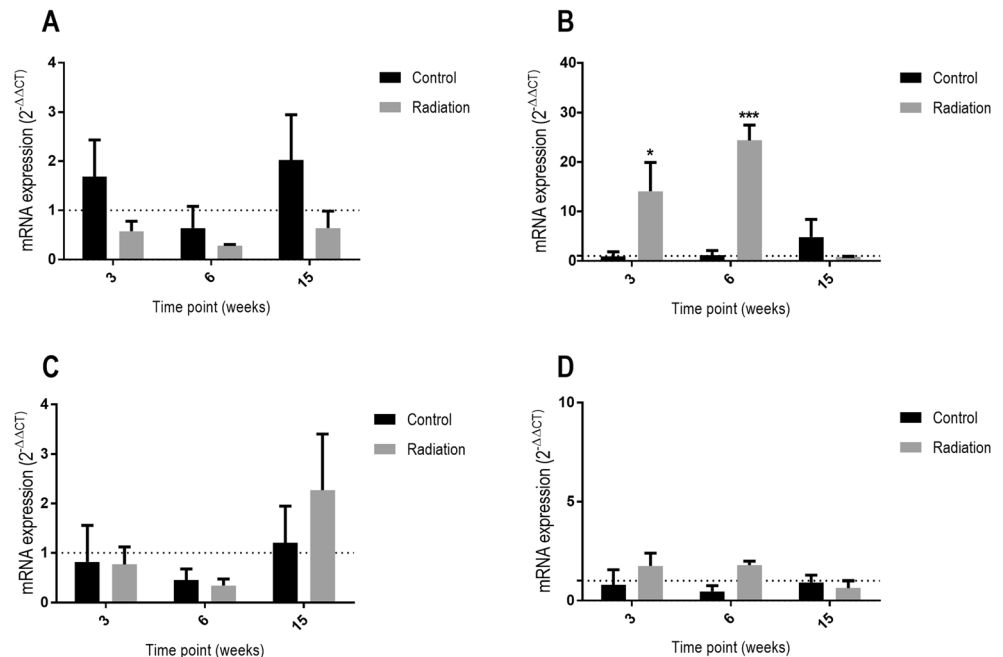 A
mRNA expression (2-ΔΔCT)
4
3
2
1
0
3
6
15
Time point (weeks)
Control
Radiation
B
mRNA expression (2-ΔΔCT)
40
30
20
10
0
*
***
3
6
15
Time point (weeks)
Control
Radiation
C
mRNA expression (2-ΔΔCT)
4
3
2
1
0
3
6
15
Time point (weeks)
Control
Radiation
D
mRNA expression (2-ΔΔCT)
10
5
0
3
6
15
Time point (weeks)
Control
Radiation